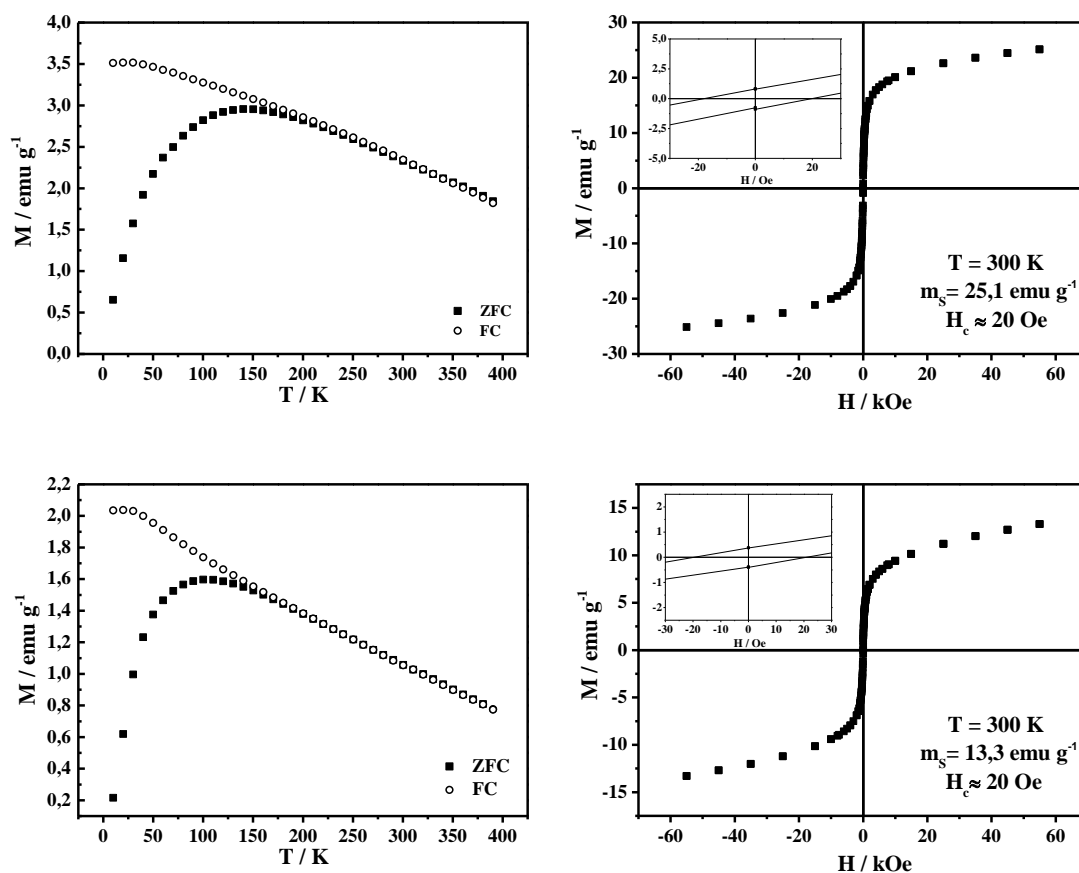 4,0
3,5
3,0
2,5
2,0
1,5
1,0
0,5
0,0
M / emu g⁻¹
ZFC
FC
0 50 100 150 200 250 300 350 400
T / K
30
20
10
0
-10
-20
-30
M / emu g⁻¹
5,0
2,5
0,0
-2,5
-5,0
-20 0 20
H / Oe
T = 300 K
mS= 25,1 emu g⁻¹
Hc ≈ 20 Oe
-60 -40 -20 0 20 40 60
H / kOe
2,2
2,0
1,8
1,6
1,4
1,2
1,0
0,8
0,6
0,4
0,2
M / emu g⁻¹
ZFC
FC
0 50 100 150 200 250 300 350 400
T / K
15
10
5
0
-5
-10
-15
M / emu g⁻¹
2
1
0
-1
-2
-30 -20 -10 0 10 20 30
H / Oe
T = 300 K
mS= 13,3 emu g⁻¹
Hc≈ 20 Oe
-60 -40 -20 0 20 40 60
H / kOe